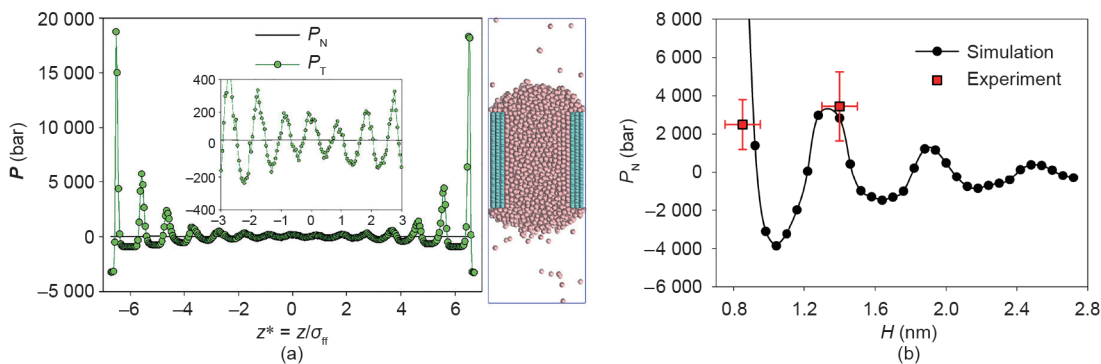 20 000
15 000
10 000
5 000
0
−5 000
P (bar)
P_N
P_T
400
200
0
−200
−400
−3 −2 −1 0 1 2 3
−6 −4 −2 0 2 4 6
z* = z/σ_ff
(a)
8 000
6 000
4 000
2 000
0
−2 000
−4 000
−6 000
P_N (bar)
Simulation
Experiment
0.8 1.2 1.6 2.0 2.4 2.8
H (nm)
(b)